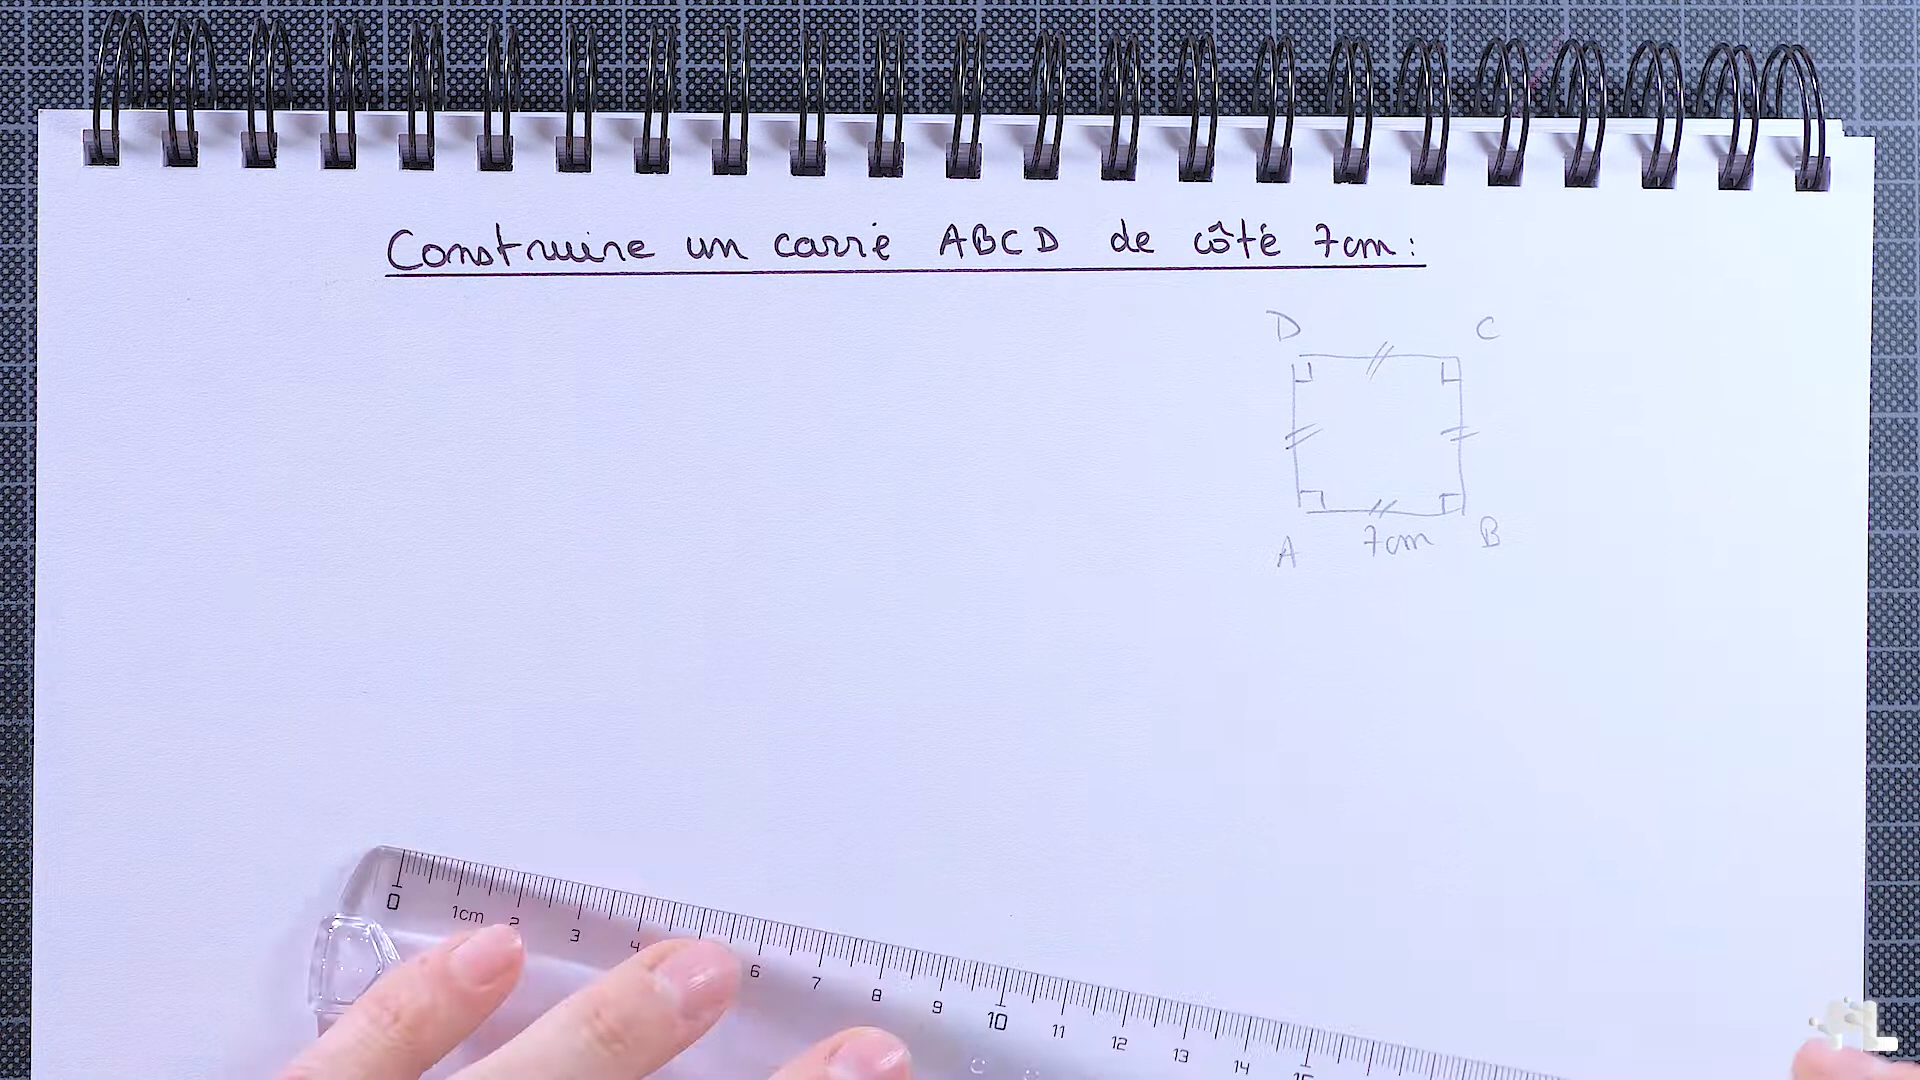 Construire un carré ABCD de côté 7cm :
D C
A 7cm B
0 1cm 2 3 4 6 7 8 9 10 11 12 13 14 15